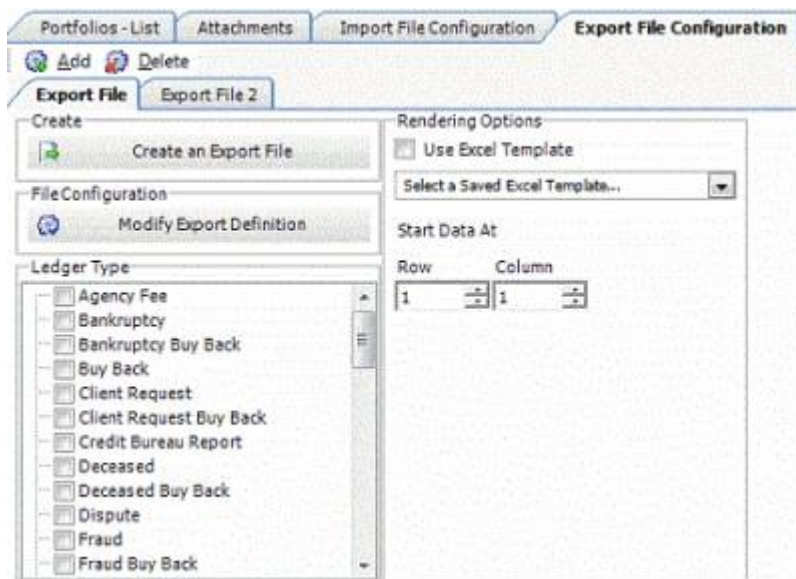 Portfolios - List Attachments Import File Configuration Export File Configuration
Add Delete
Export File Export File 2
Create
Create an Export File
File Configuration
Modify Export Definition
Ledger Type
Agency Fee
Bankruptcy
Bankruptcy Buy Back
Buy Back
Client Request
Client Request Buy Back
Credit Bureau Report
Deceased
Deceased Buy Back
Dispute
Fraud
Fraud Buy Back
Rendering Options
Use Excel Template
Select a Saved Excel Template...
Start Data At
Row Column
1 1